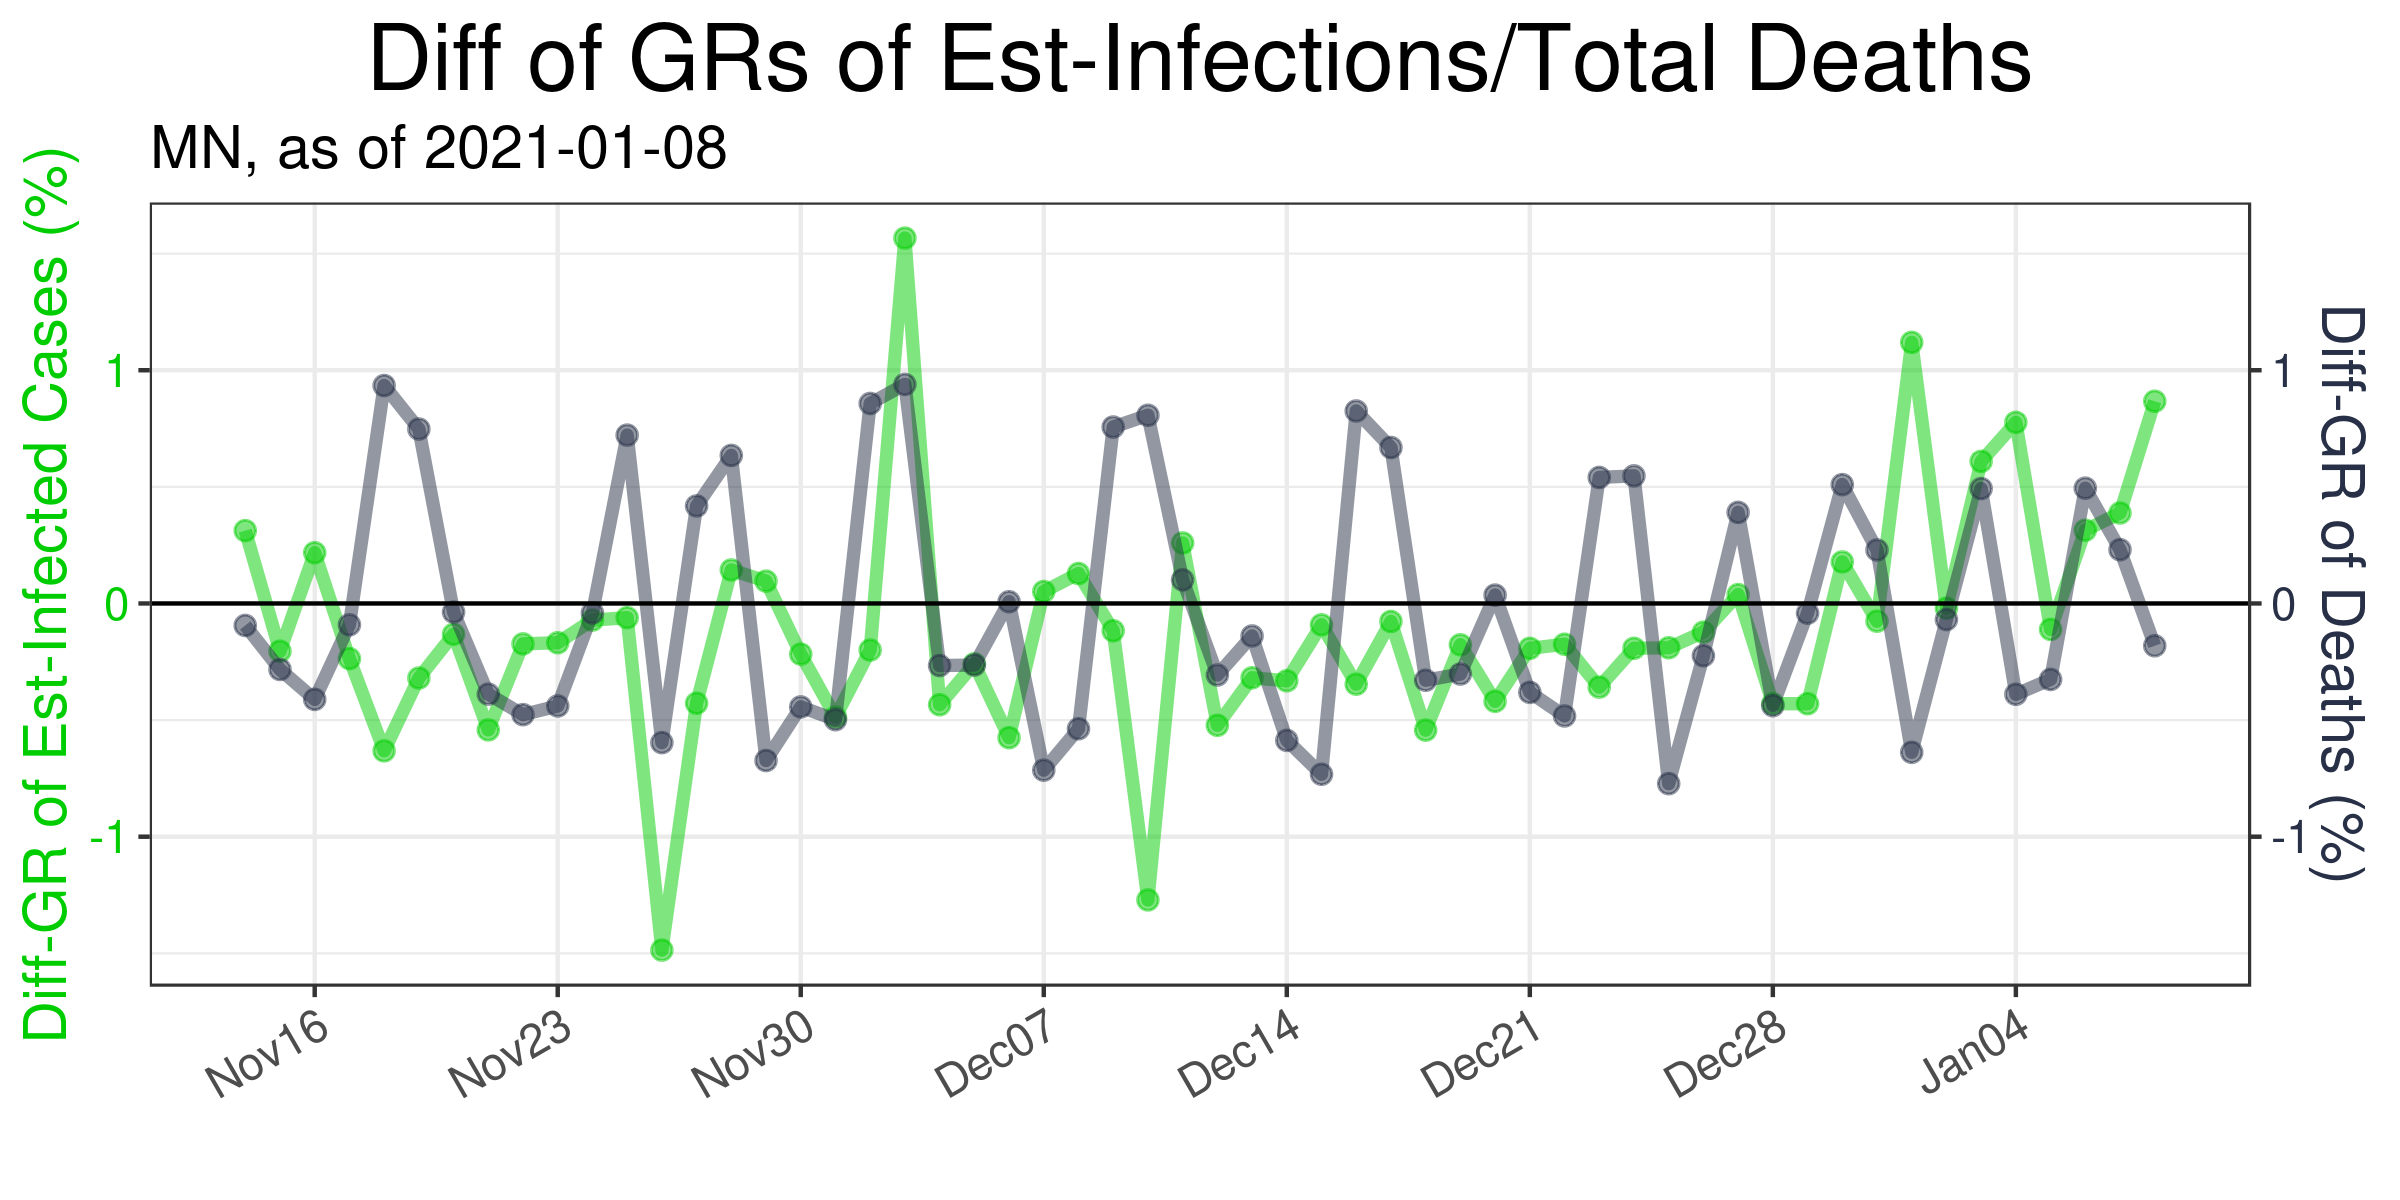 Diff of GRs of Est-Infections/Total Deaths
MN, as of 2021-01-08
Diff-GR of Est-Infected Cases (%)
1
0
-1
1
0
-1
Diff-GR of Deaths (%)
Nov16
Nov23
Nov30
Dec07
Dec14
Dec21
Dec28
Jan04